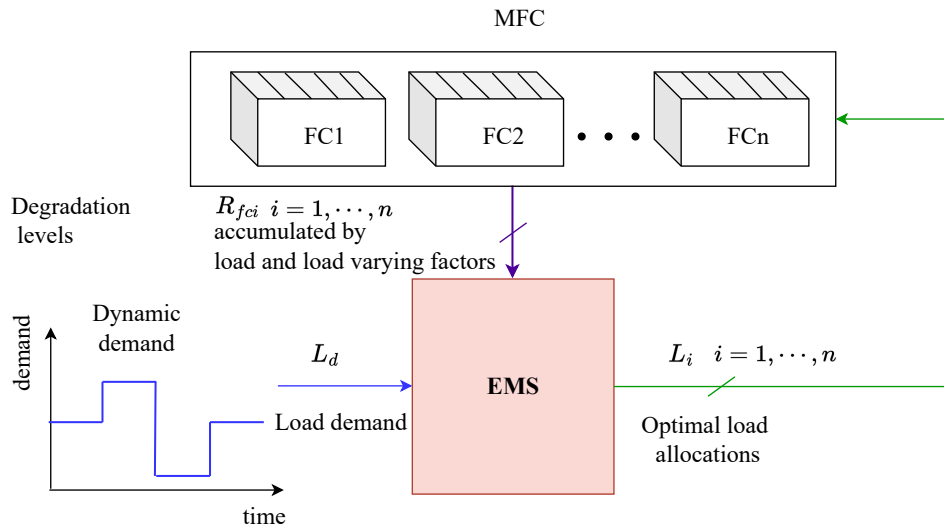 MFC
FC1
FC2
• • •
FCn
Degradation
levels
R_{fci} i = 1, ⋯, n
accumulated by
load and load varying factors
Dynamic
demand
demand
time
L_d
Load demand
EMS
L_i i = 1, ⋯, n
Optimal load
allocations